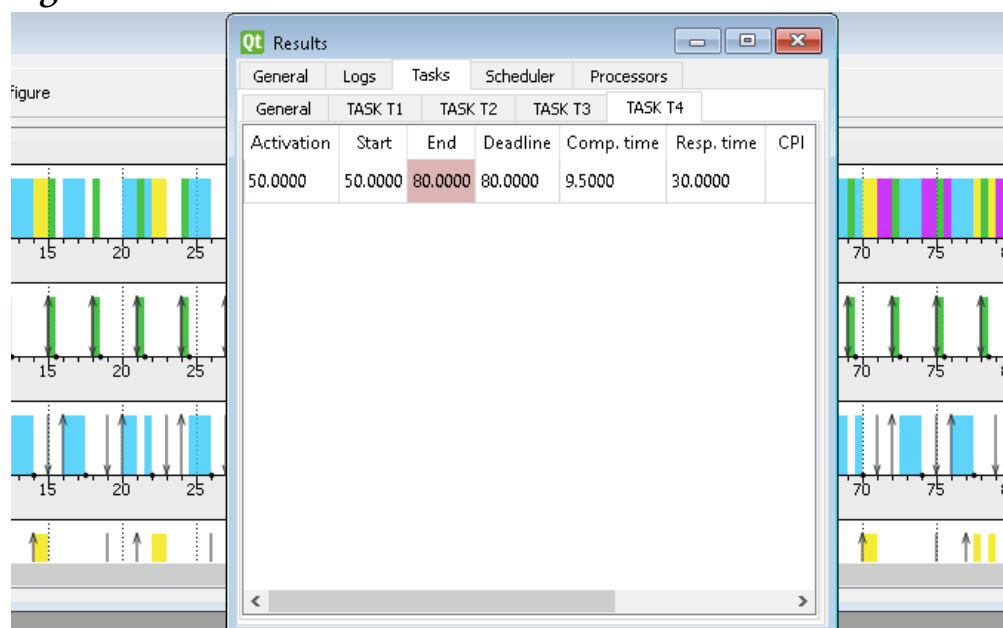 Qt Results
General Logs Tasks Scheduler Processors
figure
General TASK T1 TASK T2 TASK T3 TASK T4
Activation Start End Deadline Comp. time Resp. time CPI
50.0000 50.0000 80.0000 80.0000 9.5000 30.0000
15 20 25 70 75
15 20 25 70 75
15 20 25 70 75